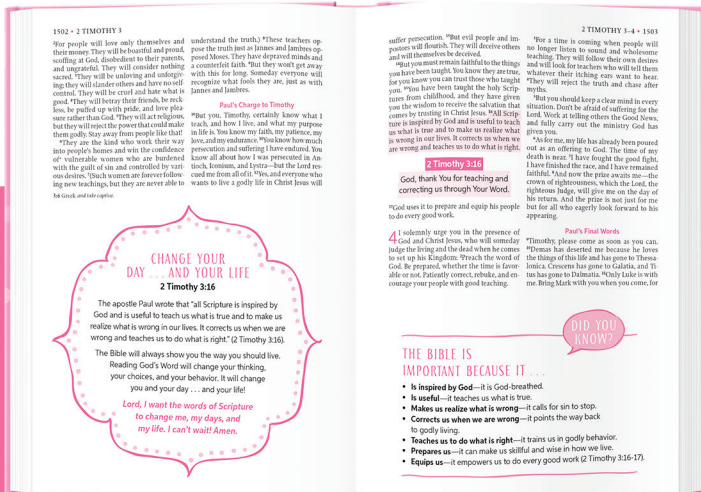 1502 • 2 TIMOTHY 3
²For people will love only themselves and
their money. They will be boastful and proud,
scoffing at God, disobedient to their parents,
and ungrateful. They will consider nothing
sacred. ³They will be unloving and unforgiv-
ing; they will slander others and have no self-
control. They will be cruel and hate what is
good. ⁴They will betray their friends, be reck-
less, be puffed up with pride, and love plea-
sure rather than God. ⁵They will act religious,
but they will reject the power that could make
them godly. Stay away from people like that!
⁶They are the kind who work their way
into people's homes and win the confidence
of* vulnerable women who are burdened
with the guilt of sin and controlled by vari-
ous desires. ⁷(Such women are forever follow-
ing new teachings, but they are never able to
3:6 Greek and take captive.
understand the truth.) ⁸These teachers op-
pose the truth just as Jannes and Jambres op-
posed Moses. They have depraved minds and
a counterfeit faith. ⁹But they won't get away
with this for long. Someday everyone will
recognize what fools they are, just as with
Jannes and Jambres.
Paul's Charge to Timothy
¹⁰But you, Timothy, certainly know what I
teach, and how I live, and what my purpose
in life is. You know my faith, my patience, my
love, and my endurance. ¹¹You know how much
persecution and suffering I have endured. You
know all about how I was persecuted in An-
tioch, Iconium, and Lystra—but the Lord res-
cued me from all of it. ¹²Yes, and everyone who
wants to live a godly life in Christ Jesus will
CHANGE YOUR
DAY . . . AND YOUR LIFE
2 Timothy 3:16
The apostle Paul wrote that "all Scripture is inspired by
God and is useful to teach us what is true and to make us
realize what is wrong in our lives. It corrects us when we are
wrong and teaches us to do what is right." (2 Timothy 3:16).
The Bible will always show you the way you should live.
Reading God's Word will change your thinking,
your choices, and your behavior. It will change
you and your day . . . and your life!
Lord, I want the words of Scripture
to change me, my days, and
my life. I can't wait! Amen.
2 TIMOTHY 3–4 • 1503
suffer persecution. ¹³But evil people and im-
postors will flourish. They will deceive others
and will themselves be deceived.
¹⁴But you must remain faithful to the things
you have been taught. You know they are true,
for you know you can trust those who taught
you. ¹⁵You have been taught the holy Scrip-
tures from childhood, and they have given
you the wisdom to receive the salvation that
comes by trusting in Christ Jesus. ¹⁶All Scrip-
ture is inspired by God and is useful to teach
us what is true and to make us realize what
is wrong in our lives. It corrects us when we
are wrong and teaches us to do what is right.
2 Timothy 3:16
God, thank You for teaching and
correcting us through Your Word.
¹⁷God uses it to prepare and equip his people
to do every good work.
4 I solemnly urge you in the presence of
God and Christ Jesus, who will someday
judge the living and the dead when he comes
to set up his Kingdom: ²Preach the word of
God. Be prepared, whether the time is favor-
able or not. Patiently correct, rebuke, and en-
courage your people with good teaching.
³For a time is coming when people will
no longer listen to sound and wholesome
teaching. They will follow their own desires
and will look for teachers who will tell them
whatever their itching ears want to hear.
⁴They will reject the truth and chase after
myths.
⁵But you should keep a clear mind in every
situation. Don't be afraid of suffering for the
Lord. Work at telling others the Good News,
and fully carry out the ministry God has
given you.
⁶As for me, my life has already been poured
out as an offering to God. The time of my
death is near. ⁷I have fought the good fight,
I have finished the race, and I have remained
faithful. ⁸And now the prize awaits me—the
crown of righteousness, which the Lord, the
righteous Judge, will give me on the day of
his return. And the prize is not just for me
but for all who eagerly look forward to his
appearing.
Paul's Final Words
⁹Timothy, please come as soon as you can.
¹⁰Demas has deserted me because he loves
the things of this life and has gone to Thessa-
lonica. Crescens has gone to Galatia, and Ti-
tus has gone to Dalmatia. ¹¹Only Luke is with
me. Bring Mark with you when you come, for
DID YOU
KNOW?
THE BIBLE IS
IMPORTANT BECAUSE IT . . .
• Is inspired by God—it is God-breathed.
• Is useful—it teaches us what is true.
• Makes us realize what is wrong—it calls for sin to stop.
• Corrects us when we are wrong—it points the way back
to godly living.
• Teaches us to do what is right—it trains us in godly behavior.
• Prepares us—it can make us skillful and wise in how we live.
• Equips us—it empowers us to do every good work (2 Timothy 3:16-17).